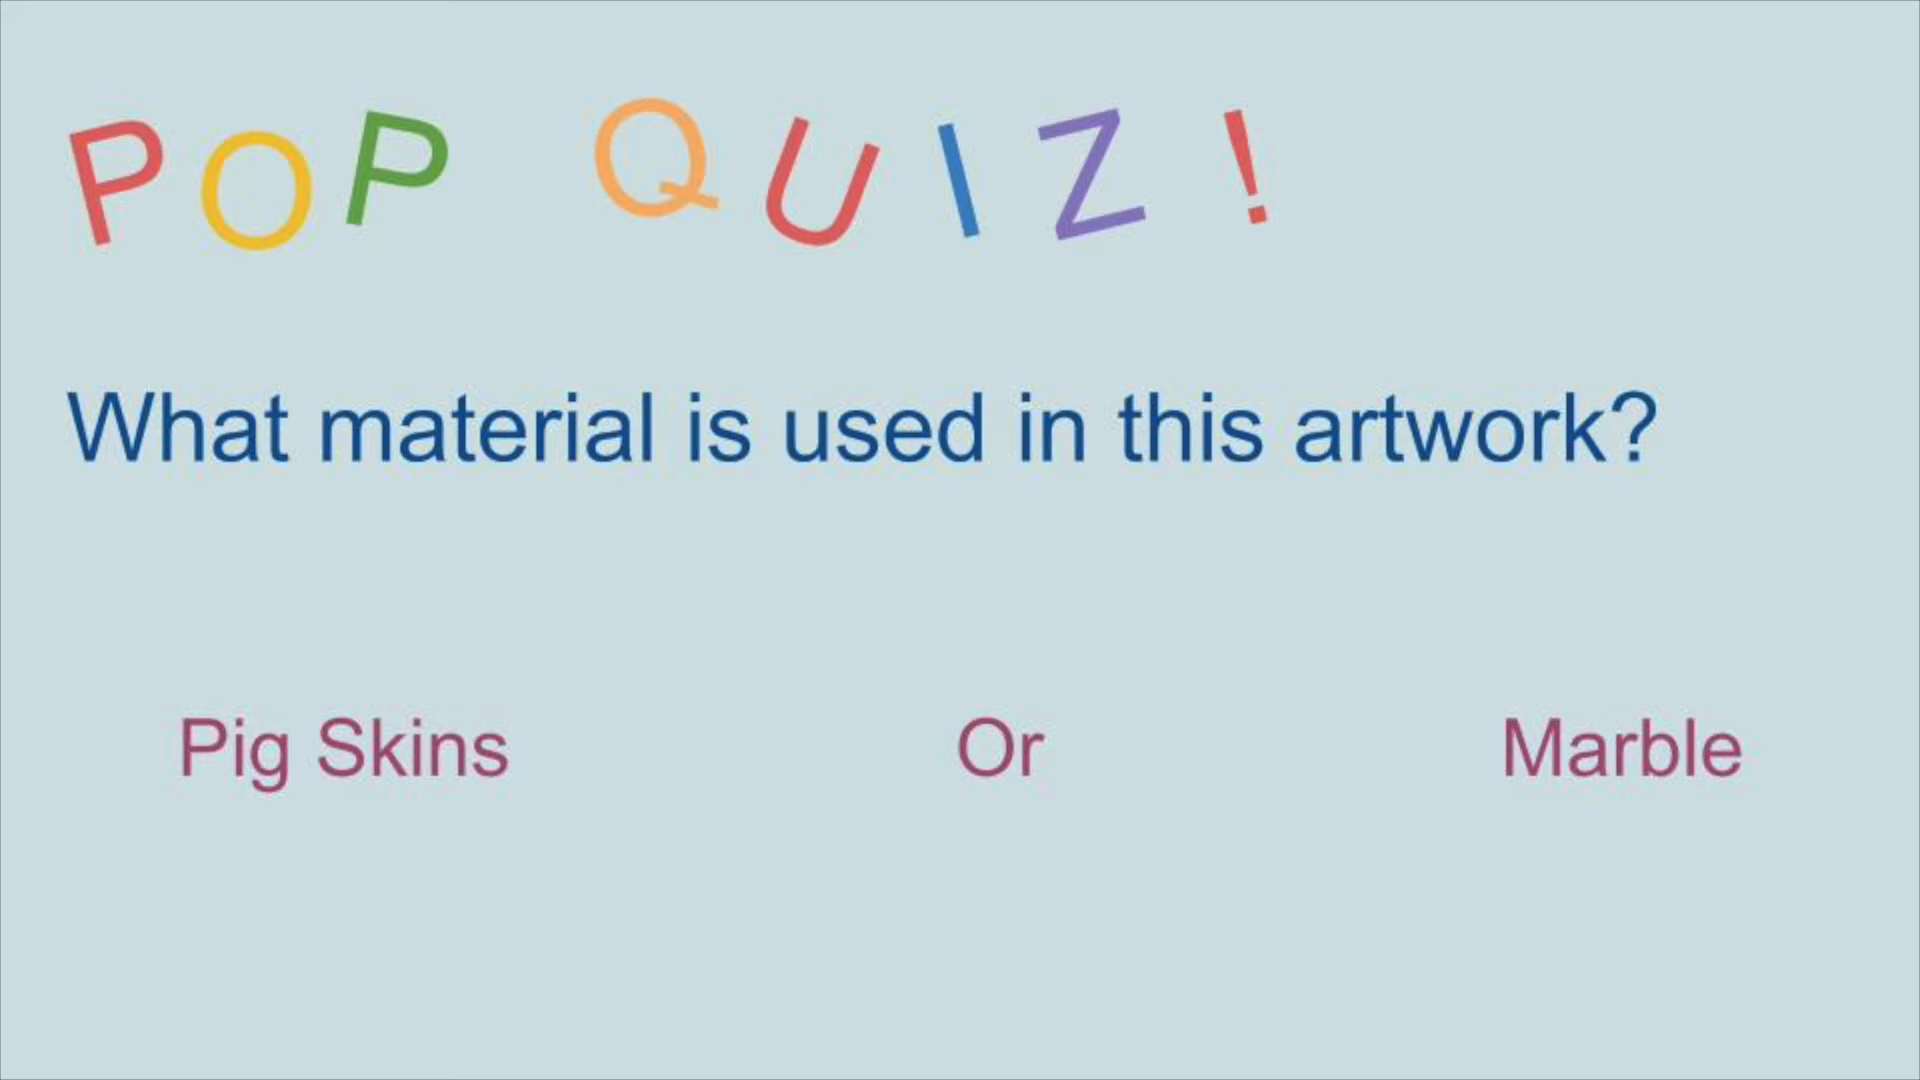 POP QUIZ!
What material is used in this artwork?
Pig Skins Or Marble